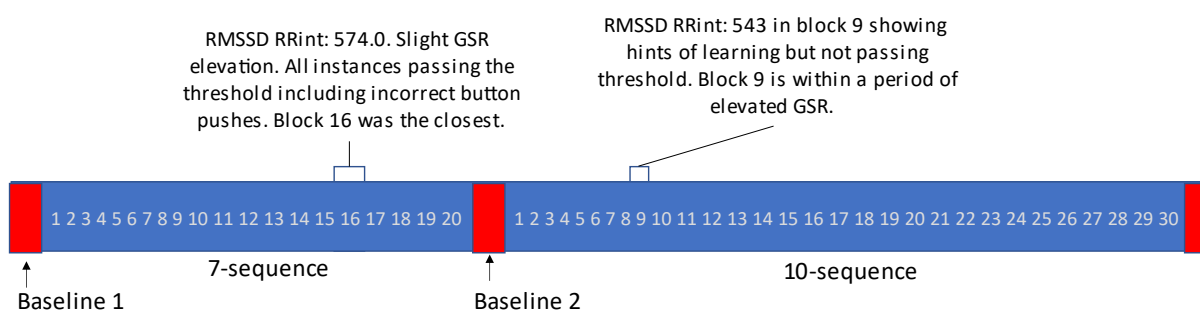 RMSSD RRint: 574.0. Slight GSR
elevation. All instances passing the
threshold including incorrect button
pushes. Block 16 was the closest.
RMSSD RRint: 543 in block 9 showing
hints of learning but not passing
threshold. Block 9 is within a period of
elevated GSR.
1 2 3 4 5 6 7 8 9 10 11 12 13 14 15 16 17 18 19 20
1 2 3 4 5 6 7 8 9 10 11 12 13 14 15 16 17 18 19 20 21 22 23 24 25 26 27 28 29 30
7-sequence
10-sequence
Baseline 1
Baseline 2